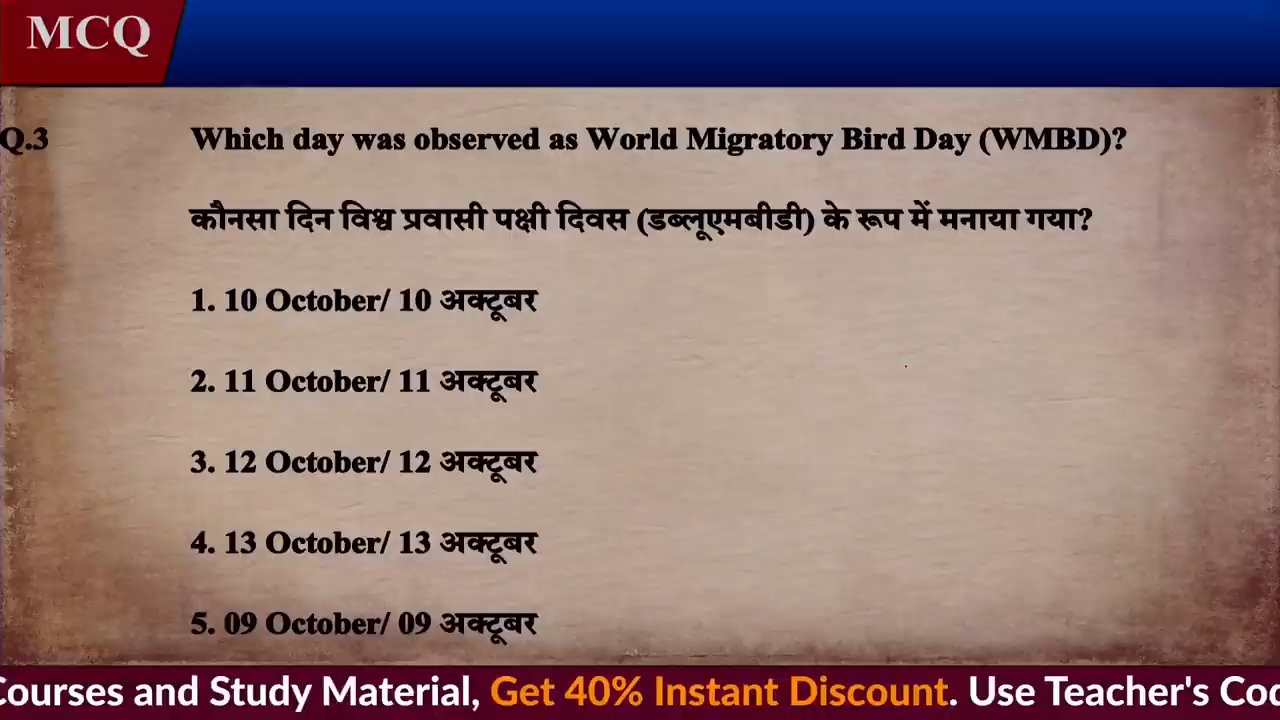 MCQ
Q.3 Which day was observed as World Migratory Bird Day (WMBD)?
कौनसा दिन विश्व प्रवासी पक्षी दिवस (डब्लूएमबीडी) के रूप में मनाया गया?
1. 10 October/ 10 अक्टूबर
2. 11 October/ 11 अक्टूबर
3. 12 October/ 12 अक्टूबर
4. 13 October/ 13 अक्टूबर
5. 09 October/ 09 अक्टूबर
Courses and Study Material, Get 40% Instant Discount. Use Teacher's Cod